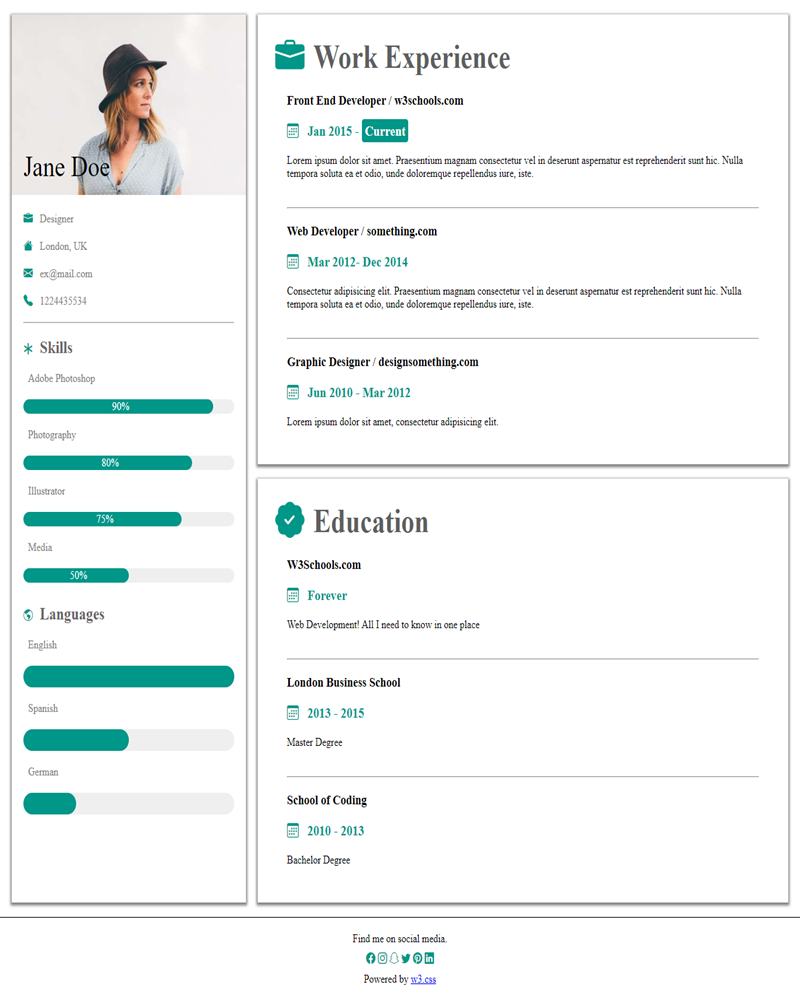 Jane Doe
Designer
London, UK
ex@mail.com
1224435534
Skills
Adobe Photoshop
90%
Photography
80%
Illustrator
75%
Media
50%
Languages
English
Spanish
German
Work Experience
Front End Developer / w3schools.com
Jan 2015 - Current
Lorem ipsum dolor sit amet. Praesentium magnam consectetur vel in deserunt aspernatur est reprehenderit sunt hic. Nulla
tempora soluta ea et odio, unde doloremque repellendus iure, iste.
Web Developer / something.com
Mar 2012- Dec 2014
Consectetur adipisicing elit. Praesentium magnam consectetur vel in deserunt aspernatur est reprehenderit sunt hic. Nulla
tempora soluta ea et odio, unde doloremque repellendus iure, iste.
Graphic Designer / designsomething.com
Jun 2010 - Mar 2012
Lorem ipsum dolor sit amet, consectetur adipisicing elit.
Education
W3Schools.com
Forever
Web Development! All I need to know in one place
London Business School
2013 - 2015
Master Degree
School of Coding
2010 - 2013
Bachelor Degree
Find me on social media.
Powered by w3.css